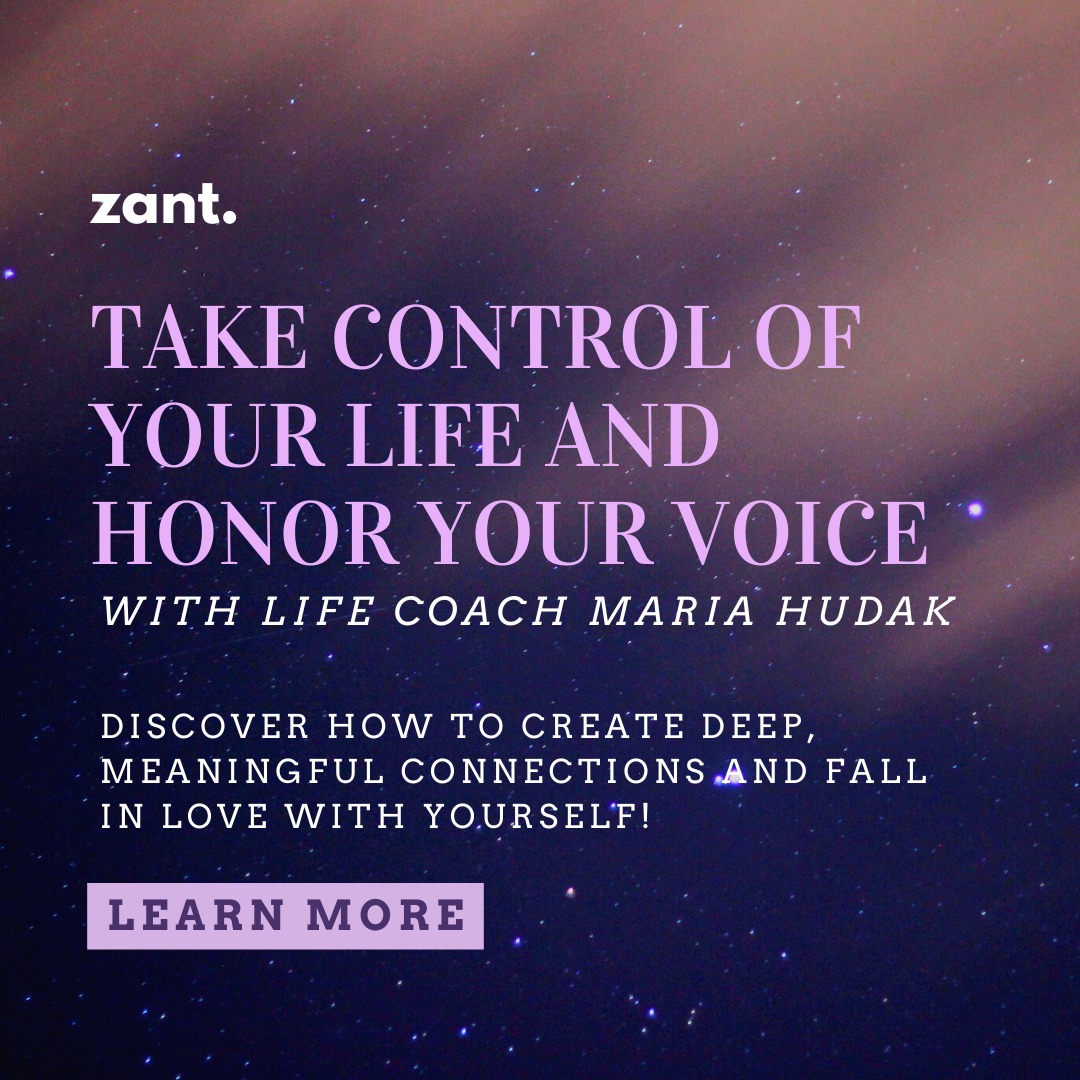 zant.
TAKE CONTROL OF
YOUR LIFE AND
HONOR YOUR VOICE
WITH LIFE COACH MARIA HUDAK
DISCOVER HOW TO CREATE DEEP,
MEANINGFUL CONNECTIONS AND FALL
IN LOVE WITH YOURSELF!
LEARN MORE